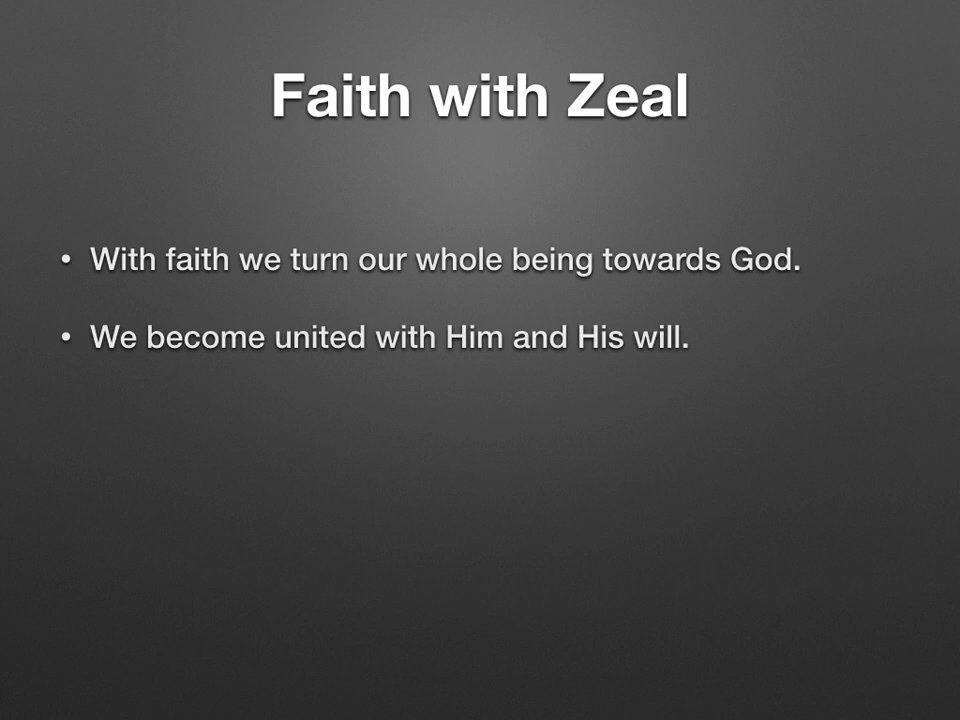 Faith with Zeal
• With faith we turn our whole being towards God.
• We become united with Him and His will.